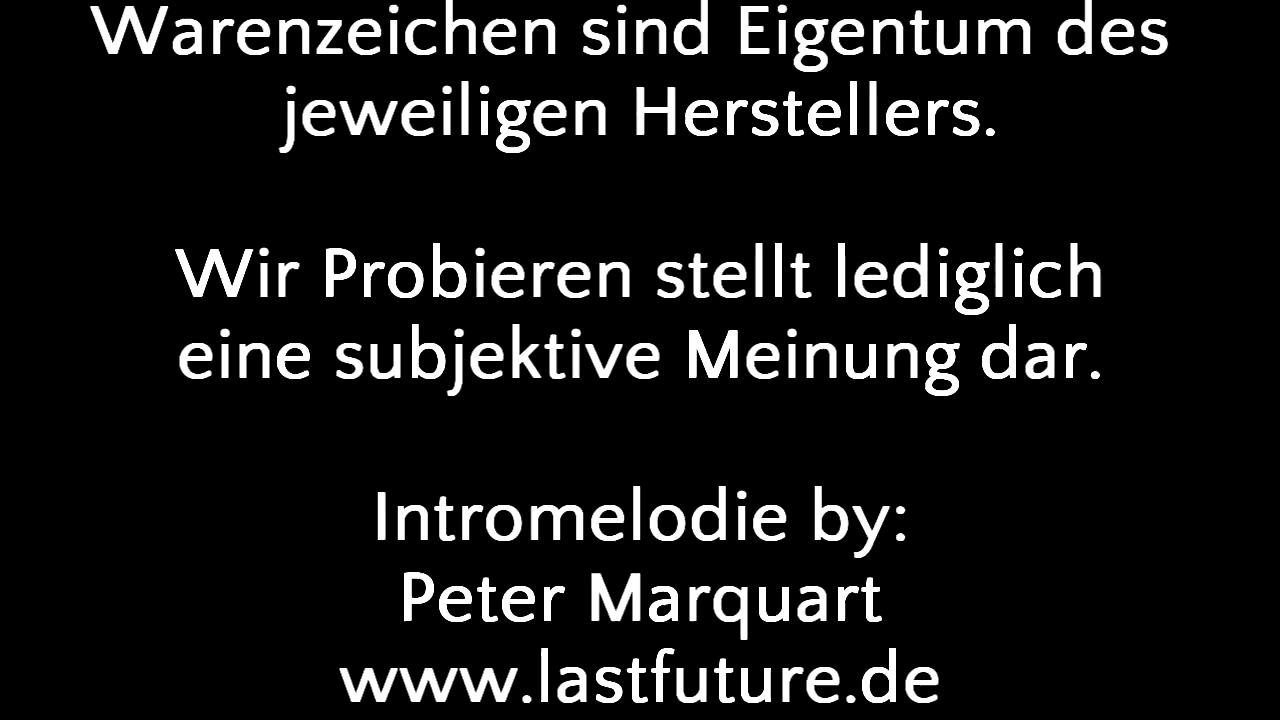 Warenzeichen sind Eigentum des
jeweiligen Herstellers.
Wir Probieren stellt lediglich
eine subjektive Meinung dar.
Intromelodie by:
Peter Marquart
www.lastfuture.de